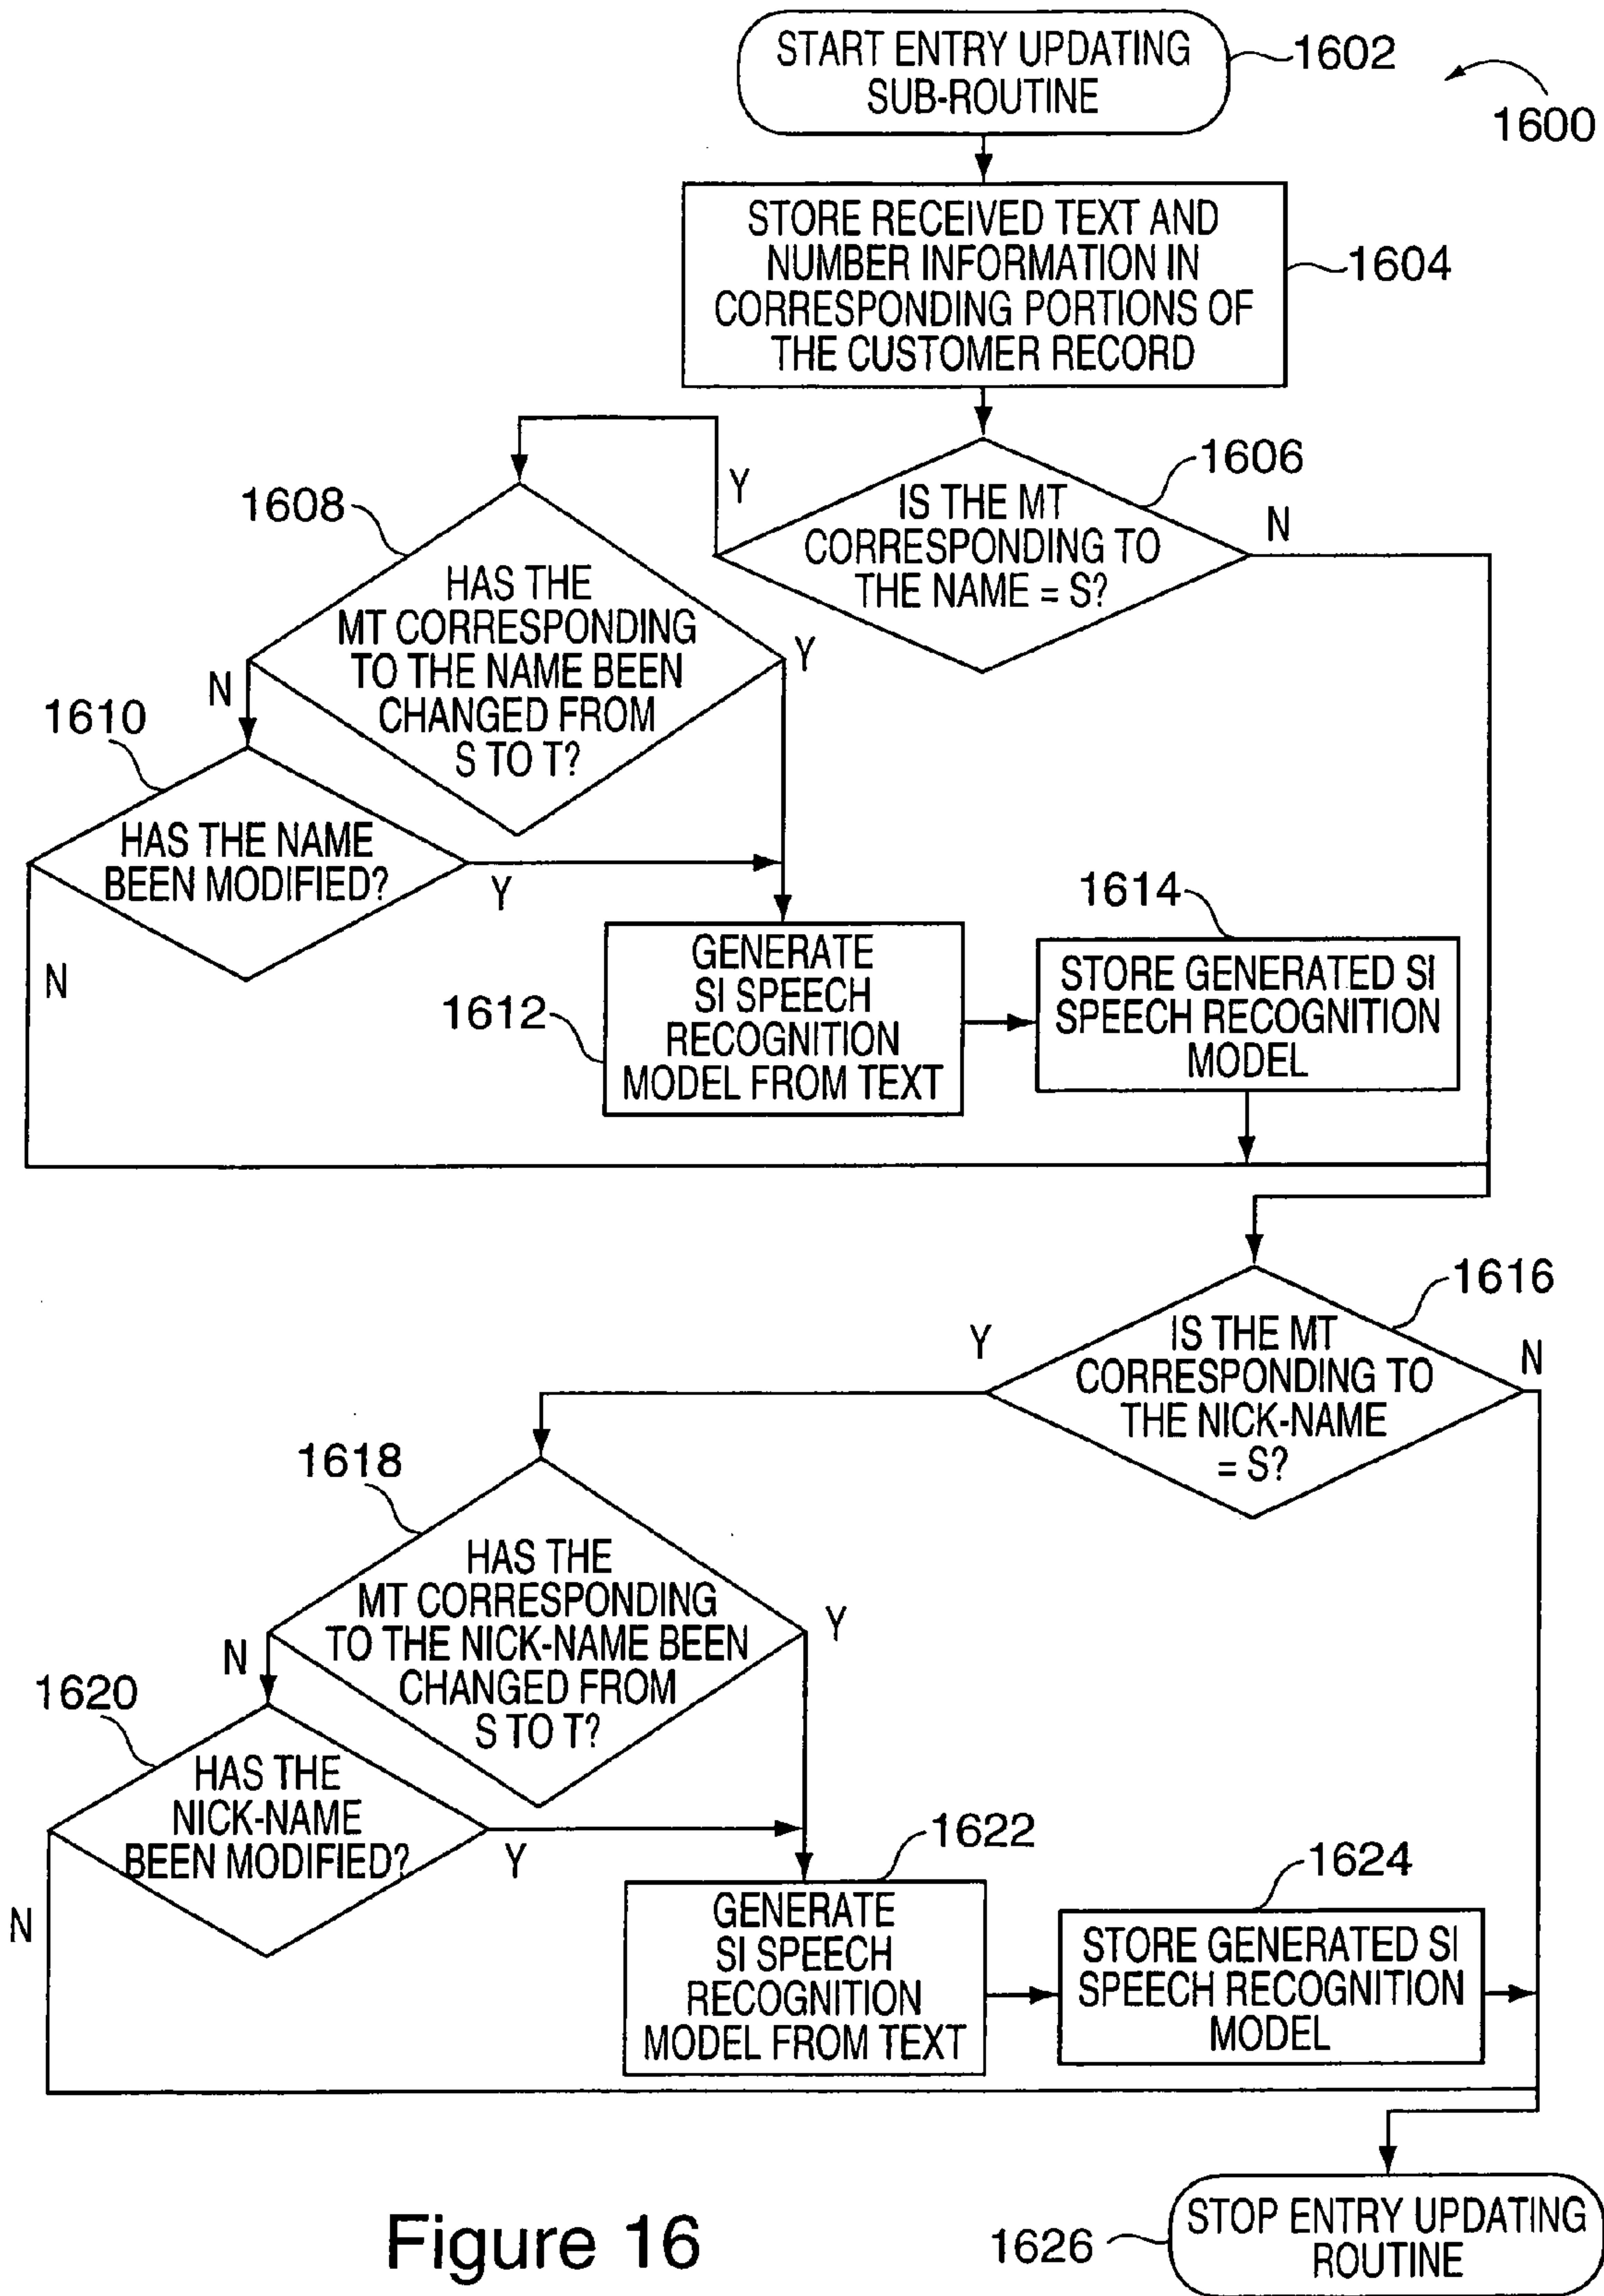 START ENTRY UPDATING
SUB-ROUTINE
1602
1600
STORE RECEIVED TEXT AND
NUMBER INFORMATION IN
CORRESPONDING PORTIONS OF
THE CUSTOMER RECORD
1604
1606
IS THE MT
CORRESPONDING TO
THE NAME = S?
Y
N
1608
HAS THE
MT CORRESPONDING
TO THE NAME BEEN
CHANGED FROM
S TO T?
Y
N
1610
HAS THE NAME
BEEN MODIFIED?
Y
N
1612
GENERATE
SI SPEECH
RECOGNITION
MODEL FROM TEXT
1614
STORE GENERATED SI
SPEECH RECOGNITION
MODEL
1616
IS THE MT
CORRESPONDING TO
THE NICK-NAME
= S?
Y
N
1618
HAS THE
MT CORRESPONDING
TO THE NICK-NAME BEEN
CHANGED FROM
S TO T?
Y
N
1620
HAS THE
NICK-NAME
BEEN MODIFIED?
Y
N
1622
GENERATE
SI SPEECH
RECOGNITION
MODEL FROM TEXT
1624
STORE GENERATED SI
SPEECH RECOGNITION
MODEL
1626
STOP ENTRY UPDATING
ROUTINE
Figure 16